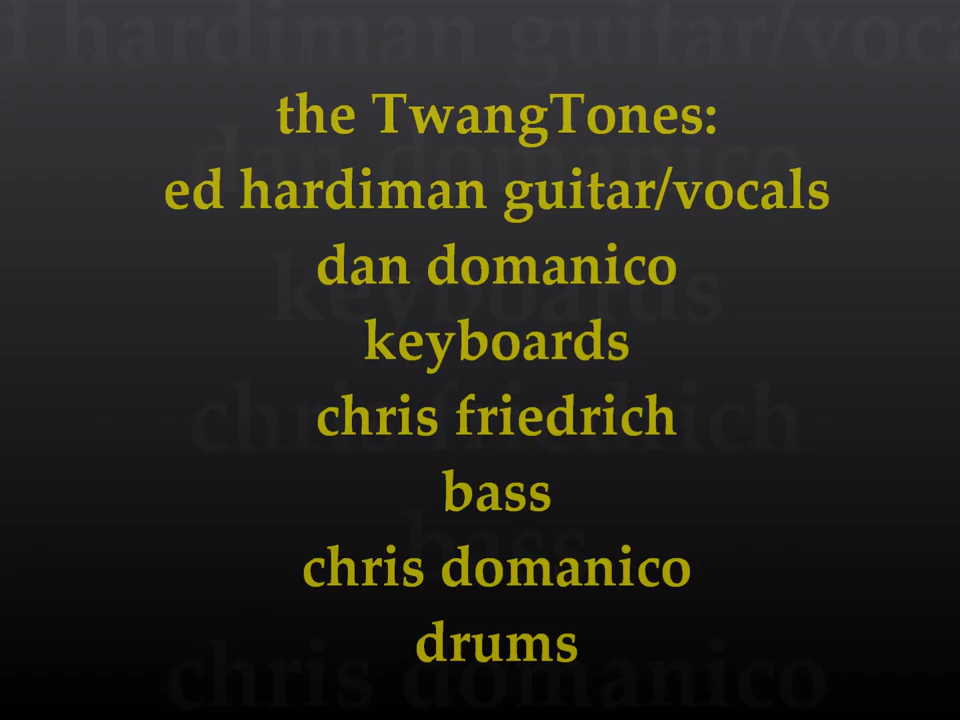 the TwangTones:
ed hardiman guitar/vocals
dan domanico
keyboards
chris friedrich
bass
chris domanico
drums